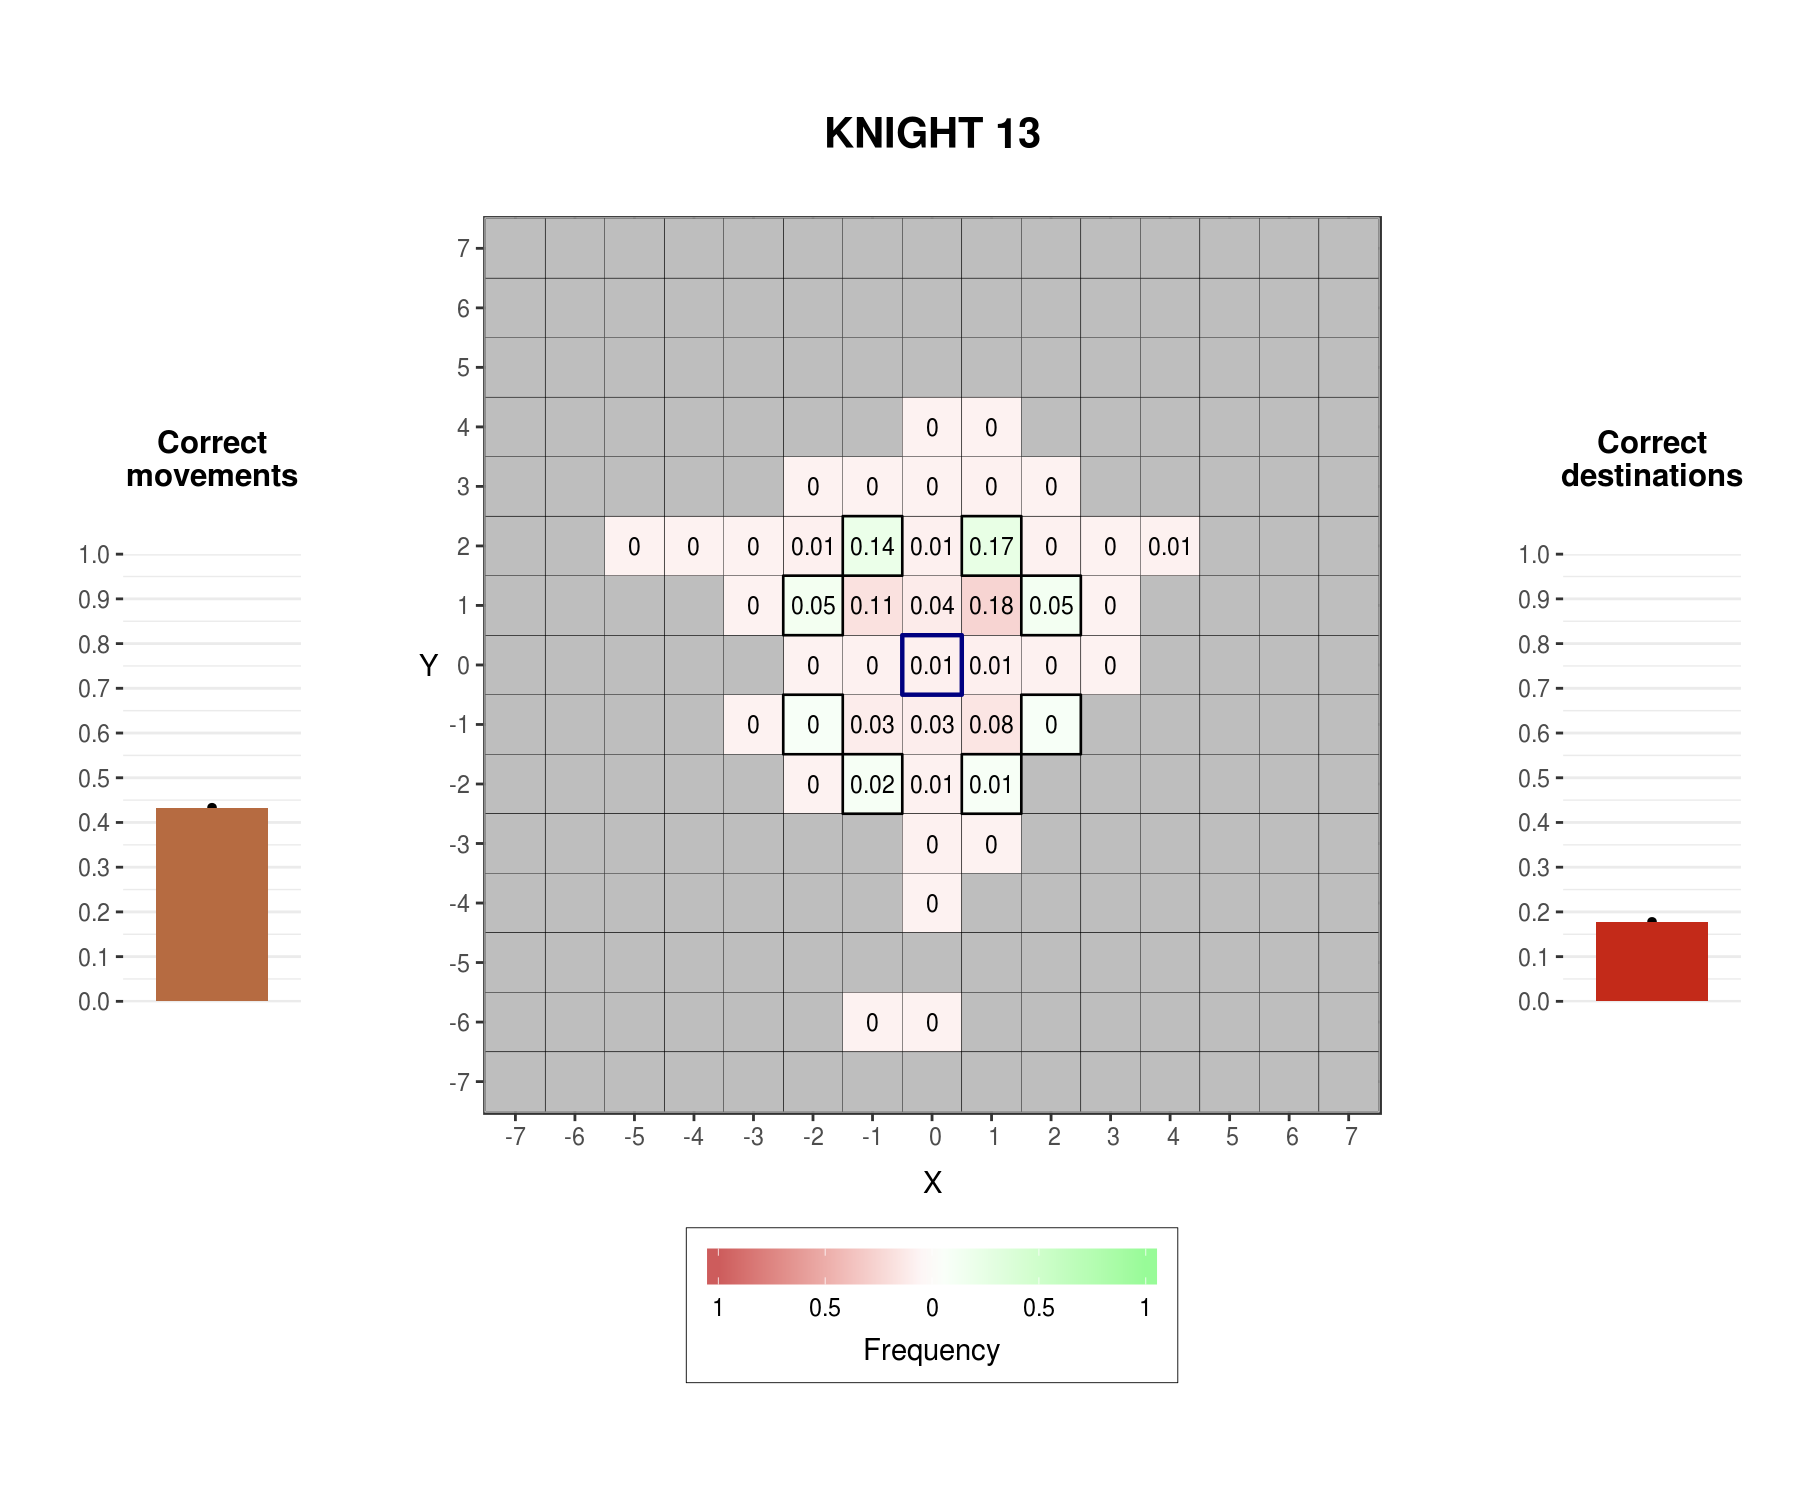 KNIGHT 13
Correct
movements
1.0
0.9
0.8
0.7
0.6
0.5
0.4
0.3
0.2
0.1
0.0
Y
7
6
5
4 0 0
3 0 0 0 0 0
2 0 0 0 0.01 0.14 0.01 0.17 0 0 0.01
1 0 0.05 0.11 0.04 0.18 0.05 0
0 0 0 0.01 0.01 0 0
-1 0 0 0.03 0.03 0.08 0
-2 0 0.02 0.01 0.01
-3 0 0
-4 0
-5
-6 0 0
-7
-7 -6 -5 -4 -3 -2 -1 0 1 2 3 4 5 6 7
X
1 0.5 0 0.5 1
Frequency
Correct
destinations
1.0
0.9
0.8
0.7
0.6
0.5
0.4
0.3
0.2
0.1
0.0